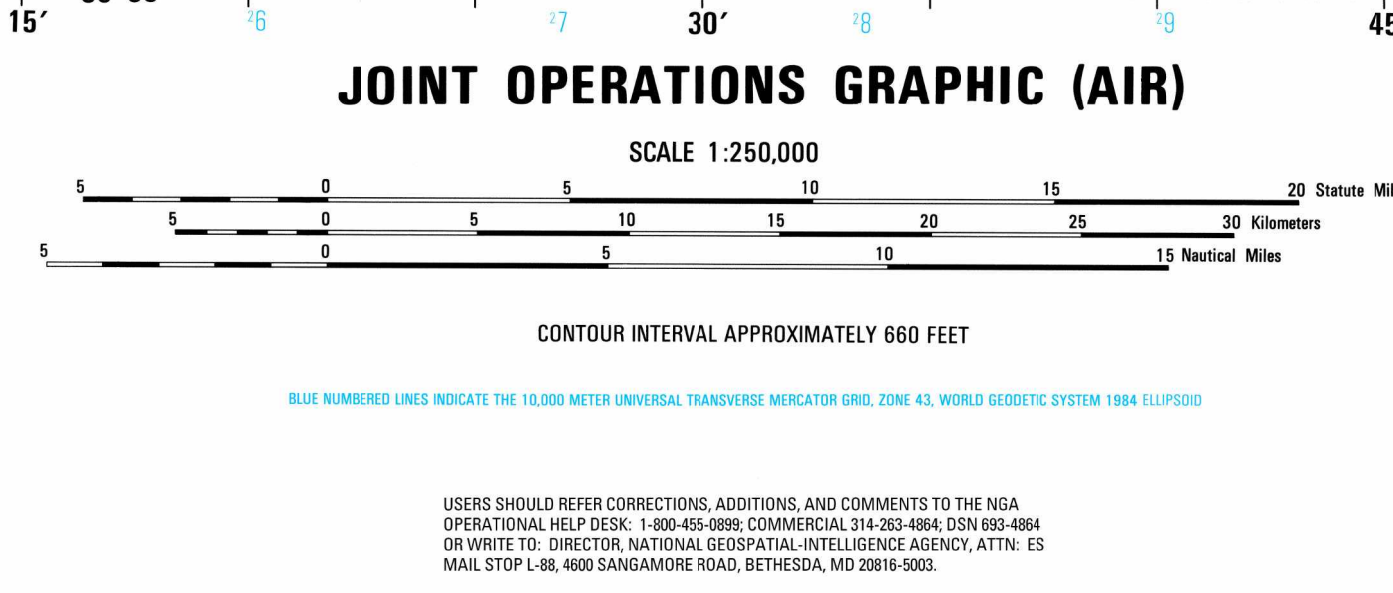 15′ ²6 ²7 30′ ²8 ²9 45
JOINT OPERATIONS GRAPHIC (AIR)
SCALE 1:250,000
5 0 5 10 15 20 Statute
5 0 5 10 15 20 25 30 Kilometers
5 0 5 10 15 Nautical Miles
CONTOUR INTERVAL APPROXIMATELY 660 FEET
BLUE NUMBERED LINES INDICATE THE 10,000 METER UNIVERSAL TRANSVERSE MERCATOR GRID, ZONE 43, WORLD GEODETIC SYSTEM 1984 ELLIPSOID
USERS SHOULD REFER CORRECTIONS, ADDITIONS, AND COMMENTS TO THE NGA
OPERATIONAL HELP DESK: 1-800-455-0899; COMMERCIAL 314-263-4864; DSN 693-4864
OR WRITE TO: DIRECTOR, NATIONAL GEOSPATIAL-INTELLIGENCE AGENCY, ATTN: ES
MAIL STOP L-88, 4600 SANGAMORE ROAD, BETHESDA, MD 20816-5003.